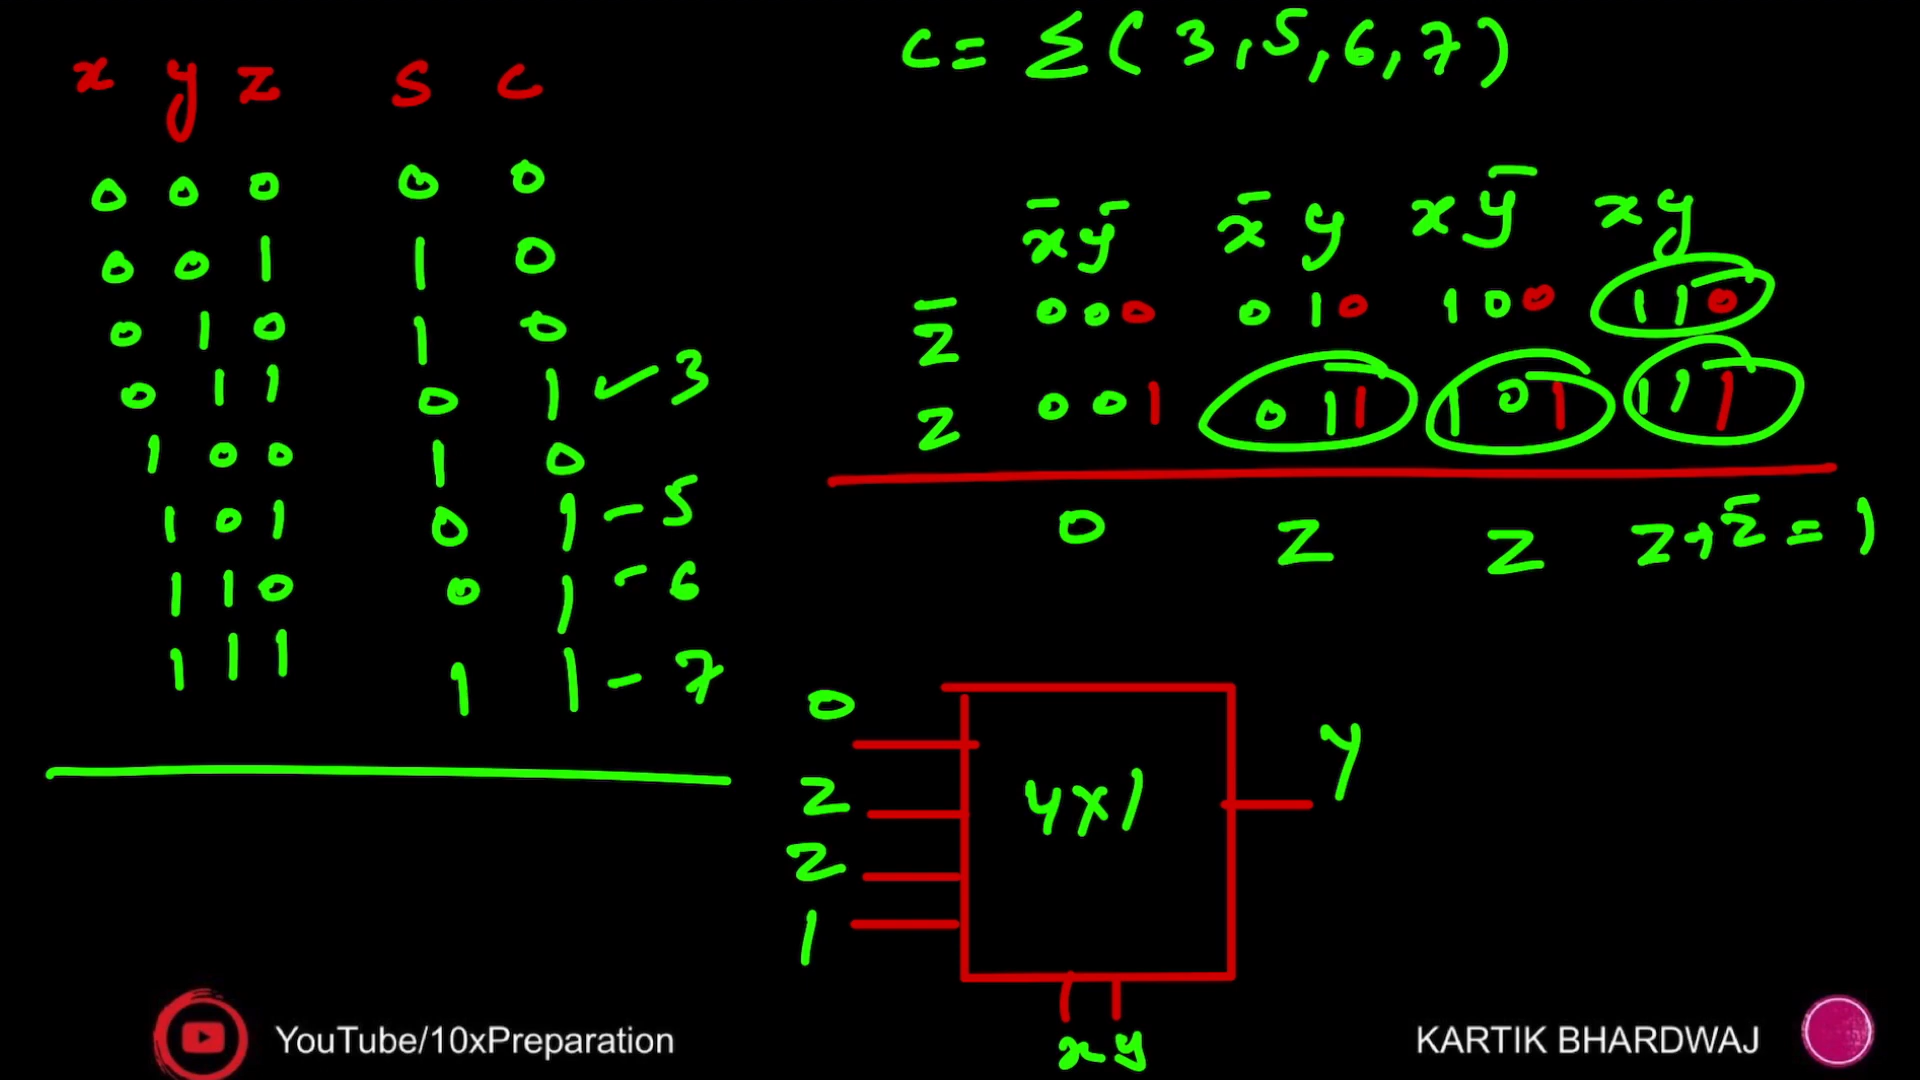 x y z s c
0 0 0 0 0
0 0 1 1 0
0 1 0 1 0
0 1 1 0 1 ✓ 3
1 0 0 1 0
1 0 1 0 1 - 5
1 1 0 0 1 - 6
1 1 1 1 1 - 7
C = Σ(3,5,6,7)
x̄ȳ x̄y xȳ xy
z̄ 000 010 100 110
z 001 011 101 111
0 z z z+z̄=1
0
z
z
1
4x1
y
x y
YouTube/10xPreparation
KARTIK BHARDWAJ